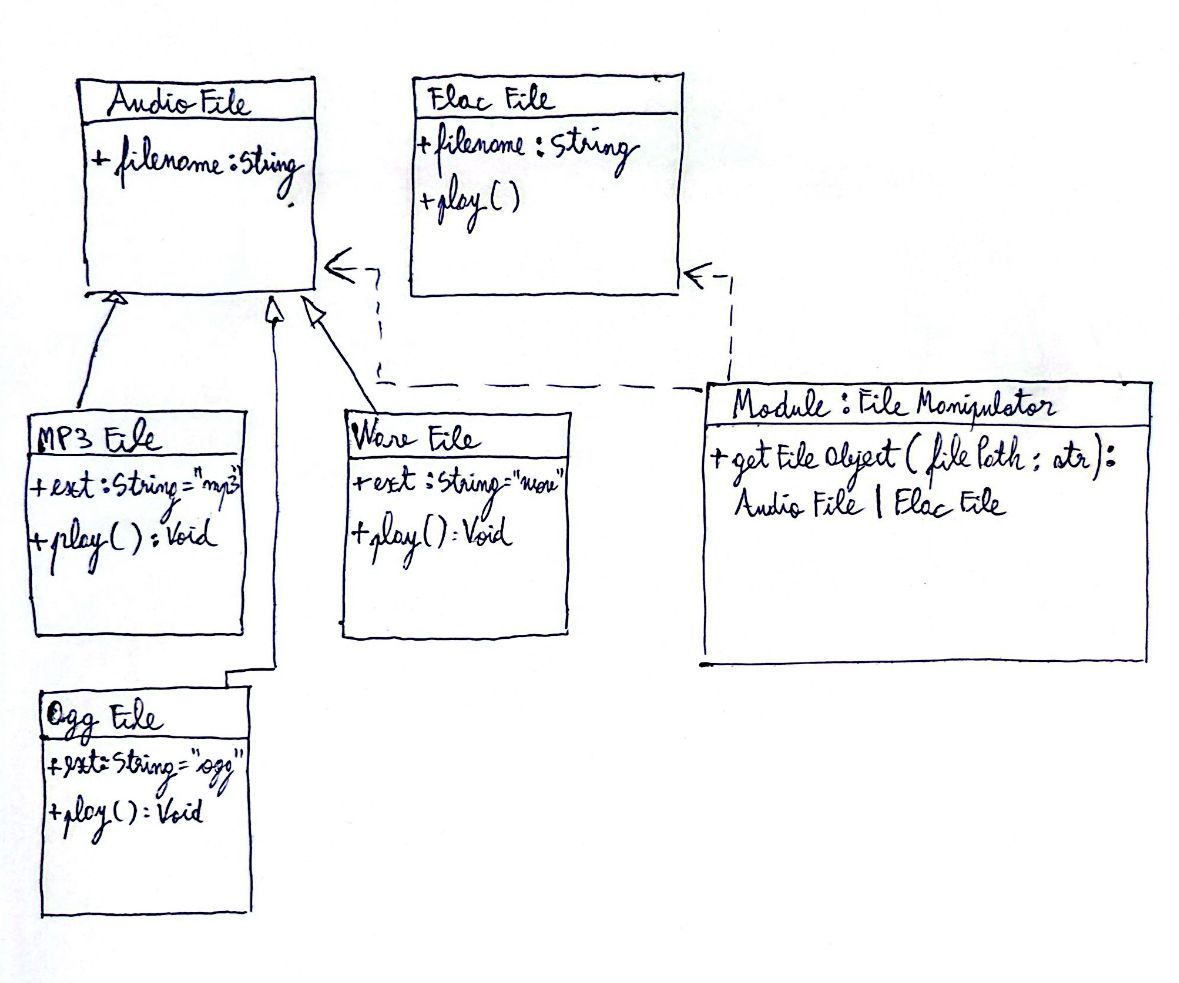 Audio File
+ filename : String
Flac File
+ filename : String
+ play ( )
MP3 File
+ ext : String = "mp3"
+ play ( ) : Void
Wave File
+ ext : String = "wave"
+ play ( ) : Void
Module : File Manipulator
+ get File Object ( file Path : str ) :
Audio File | Flac File
Ogg File
+ ext : String = "ogg"
+ play ( ) : Void